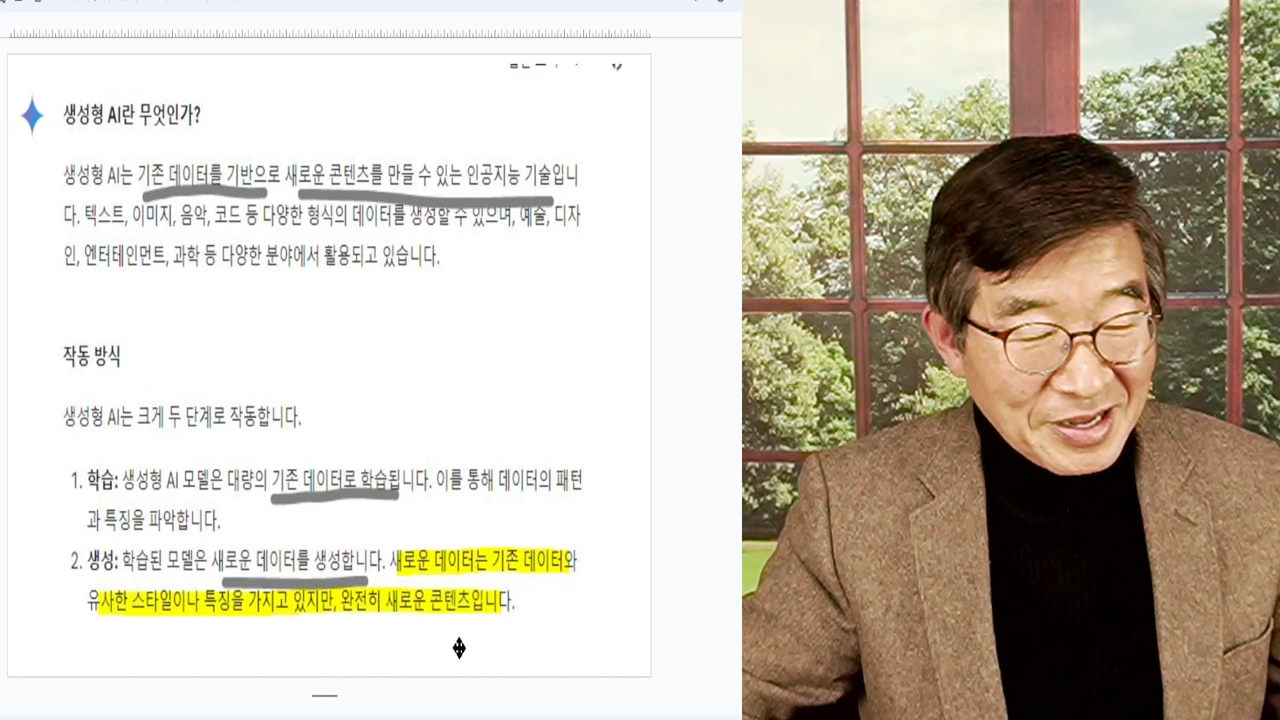 생성형 AI란 무엇인가?
생성형 AI는 기존 데이터를 기반으로 새로운 콘텐츠를 만들 수 있는 인공지능 기술입니
다. 텍스트, 이미지, 음악, 코드 등 다양한 형식의 데이터를 생성할 수 있으며, 예술, 디자
인, 엔터테인먼트, 과학 등 다양한 분야에서 활용되고 있습니다.
작동 방식
생성형 AI는 크게 두 단계로 작동합니다.
1. 학습: 생성형 AI 모델은 대량의 기존 데이터로 학습됩니다. 이를 통해 데이터의 패턴
과 특징을 파악합니다.
2. 생성: 학습된 모델은 새로운 데이터를 생성합니다. 새로운 데이터는 기존 데이터와
유사한 스타일이나 특징을 가지고 있지만, 완전히 새로운 콘텐츠입니다.